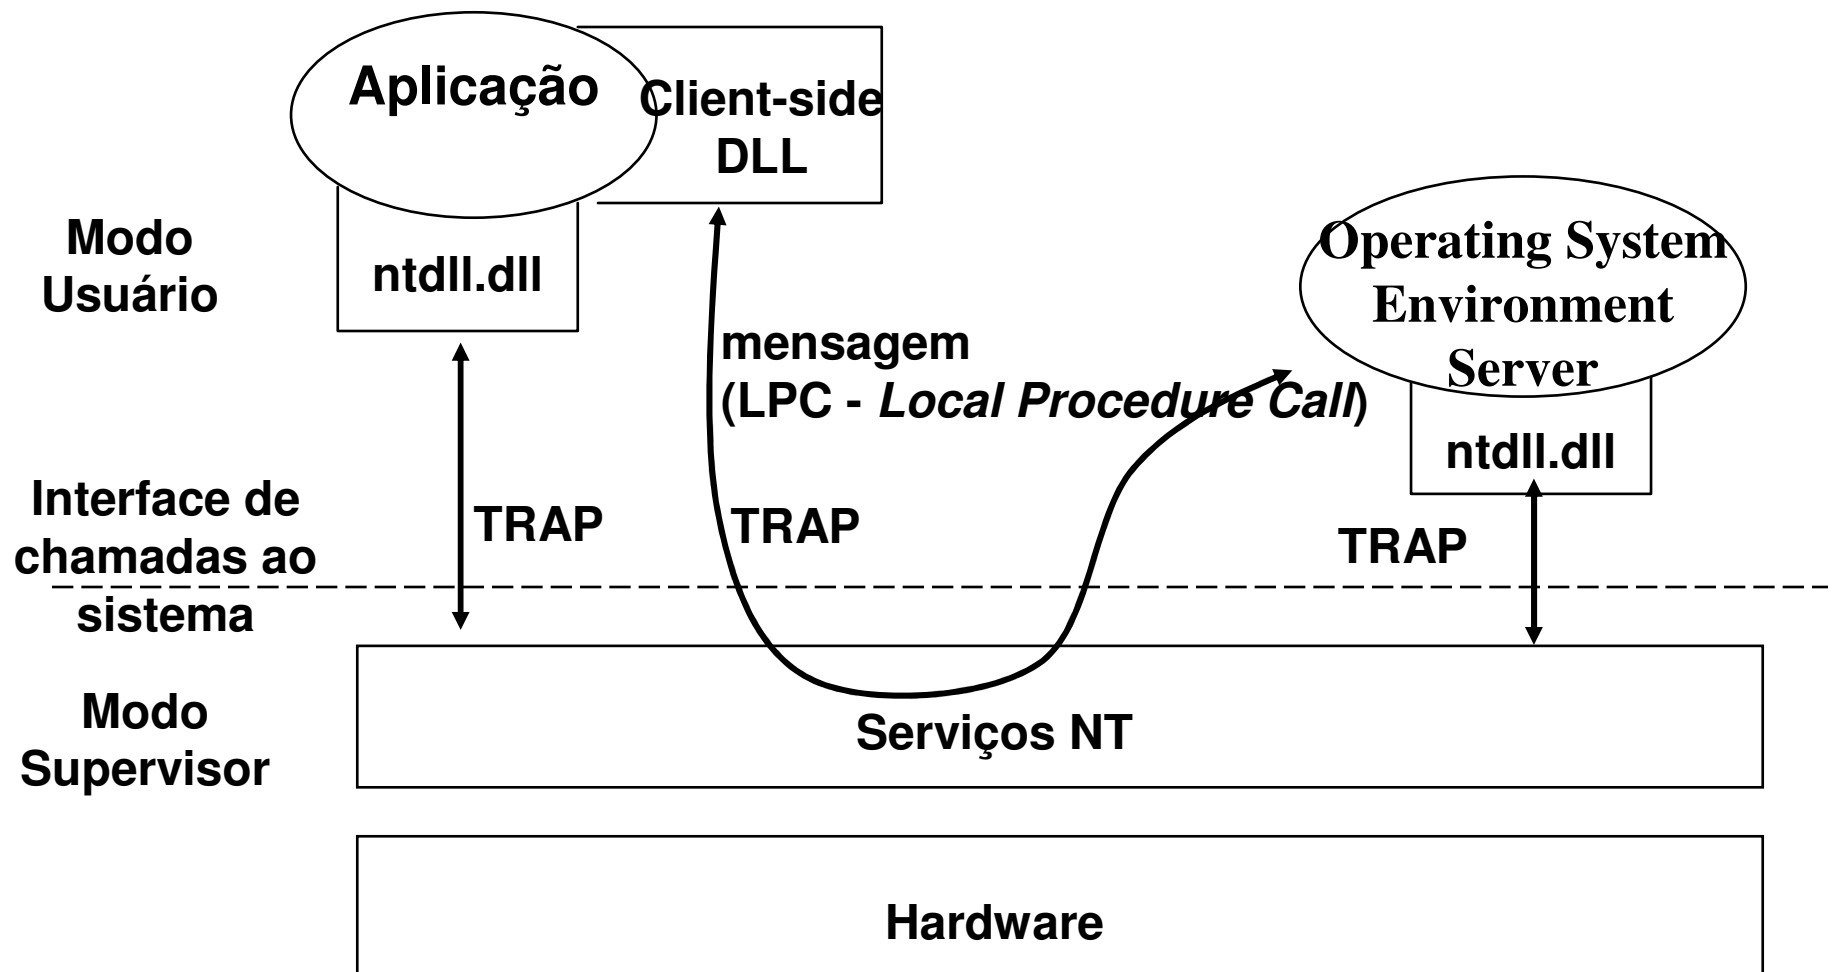 Aplicação
Client-side
DLL
Modo
Usuário
ntdll.dll
Operating System
Environment
Server
mensagem
(LPC - Local Procedure Call)
ntdll.dll
Interface de
chamadas ao
sistema
TRAP
TRAP
TRAP
Modo
Supervisor
Serviços NT
Hardware